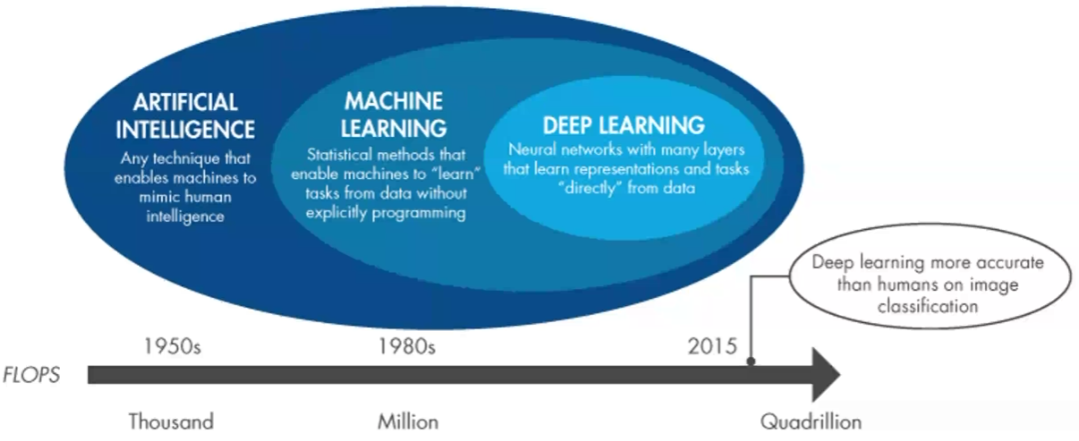 ARTIFICIAL
INTELLIGENCE
Any technique that
enables machines to
mimic human
intelligence
MACHINE
LEARNING
Statistical methods that
enable machines to “learn”
tasks from data without
explicitly programming
DEEP LEARNING
Neural networks with many layers
that learn representations and tasks
“directly” from data
Deep learning more accurate
than humans on image
classification
1950s
1980s
2015
FLOPS
Thousand
Million
Quadrillion